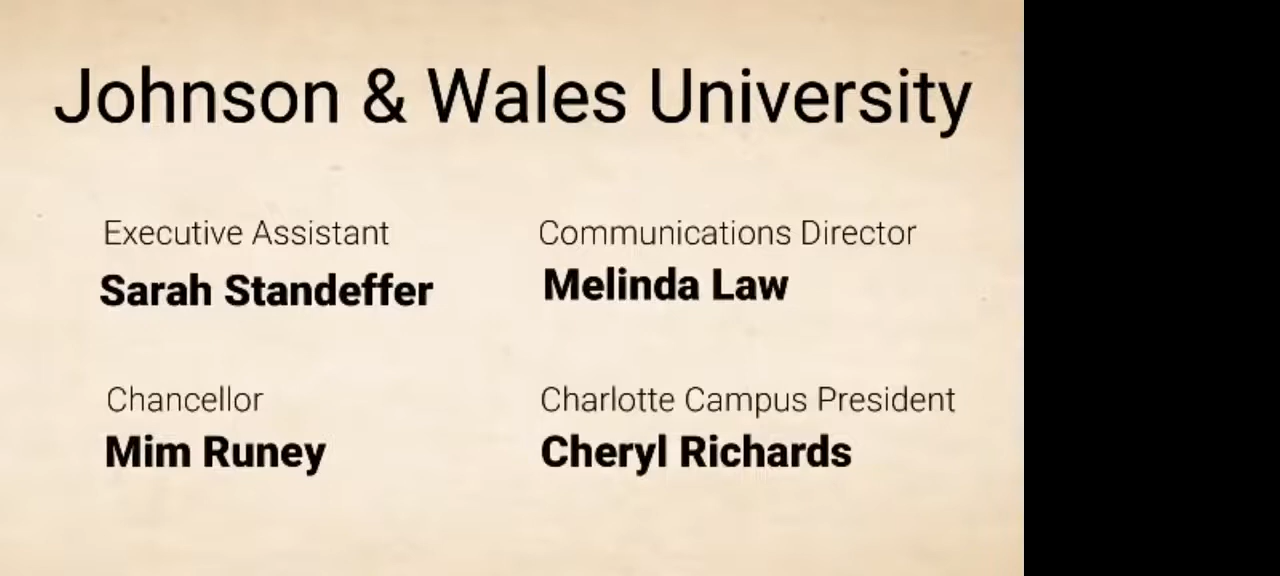 Johnson & Wales University
Executive Assistant
Sarah Standeffer
Communications Director
Melinda Law
Chancellor
Mim Runey
Charlotte Campus President
Cheryl Richards